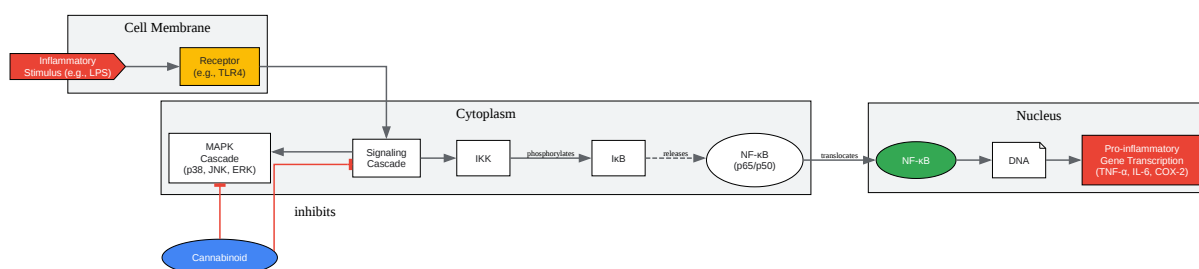 Cell Membrane
Inflammatory
Stimulus (e.g., LPS)
Receptor
(e.g., TLR4)
Cytoplasm
MAPK
Cascade
(p38, JNK, ERK)
Signaling
Cascade
IKK
phosphorylates
IκB
releases
NF-κB
(p65/p50)
translocates
Nucleus
NF-κB
DNA
Pro-inflammatory
Gene Transcription
(TNF-α, IL-6, COX-2)
inhibits
Cannabinoid